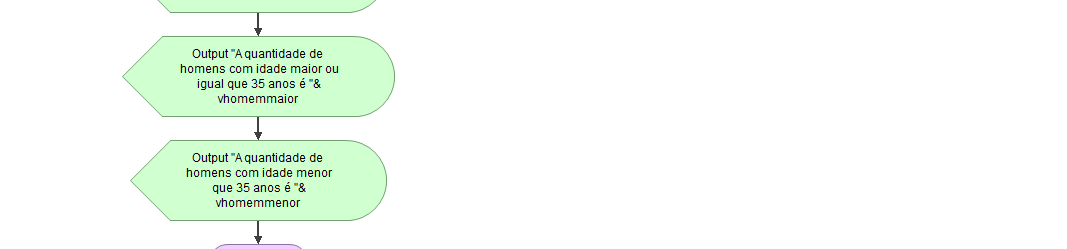 Output "A quantidade de
homens com idade maior ou
igual que 35 anos é "&
vhomemmaior
Output "A quantidade de
homens com idade menor
que 35 anos é "&
vhomemmenor